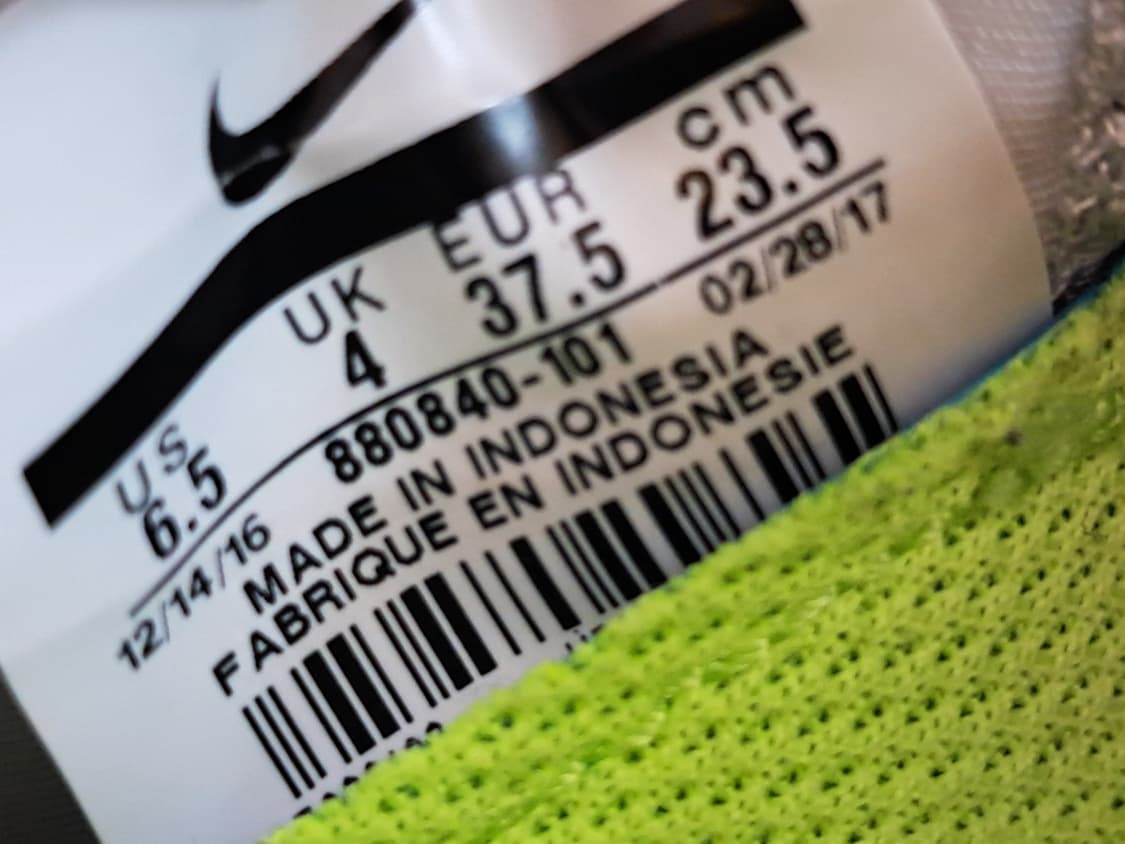 US UK EUR cm
6.5 4 37.5 23.5
12/14/16 880840-101 02/28/17
MADE IN INDONESIA
FABRIQUE EN INDONESIE